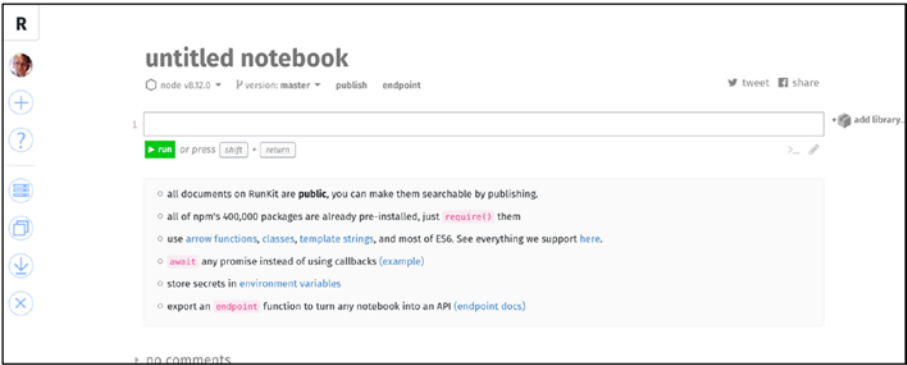 R
untitled notebook
node v8.12.0 version: master publish endpoint
tweet share
1
+ add library..
run or press shift + return
>_
○ all documents on RunKit are public, you can make them searchable by publishing.
○ all of npm's 400,000 packages are already pre-installed, just require() them
○ use arrow functions, classes, template strings, and most of ES6. See everything we support here.
○ await any promise instead of using callbacks (example)
○ store secrets in environment variables
○ export an endpoint function to turn any notebook into an API (endpoint docs)
no comments